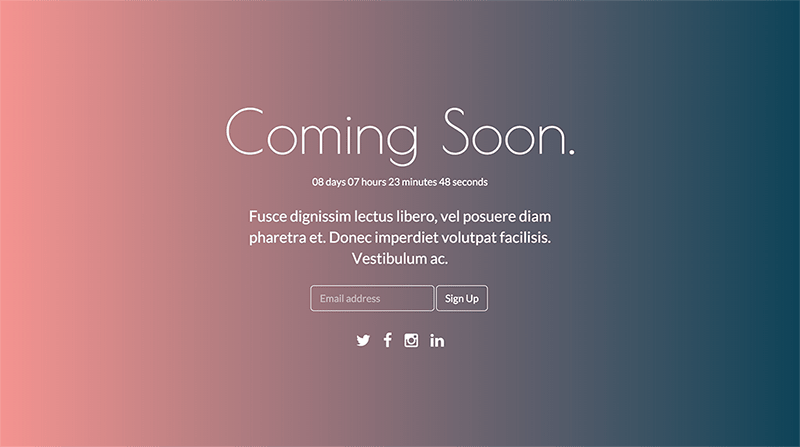 Coming Soon.
08 days 07 hours 23 minutes 48 seconds
Fusce dignissim lectus libero, vel posuere diam
pharetra et. Donec imperdiet volutpat facilisis.
Vestibulum ac.
Email address Sign Up